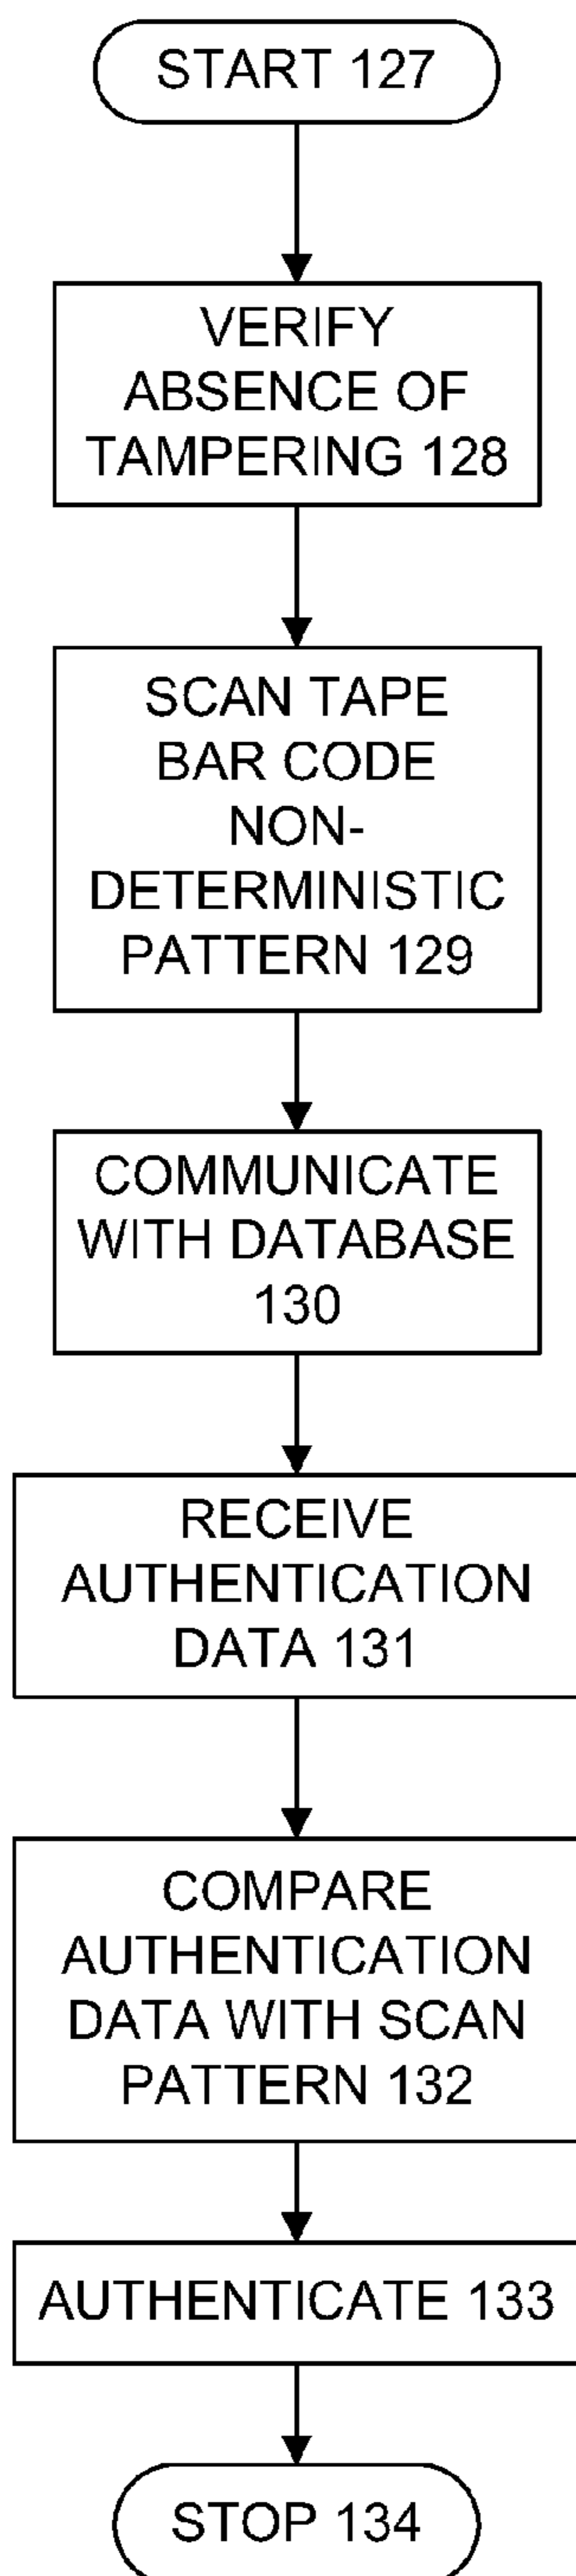 START 127
VERIFY
ABSENCE OF
TAMPERING 128
SCAN TAPE
BAR CODE
NON-
DETERMINISTIC
PATTERN 129
COMMUNICATE
WITH DATABASE
130
RECEIVE
AUTHENTICATION
DATA 131
COMPARE
AUTHENTICATION
DATA WITH SCAN
PATTERN 132
AUTHENTICATE 133
STOP 134